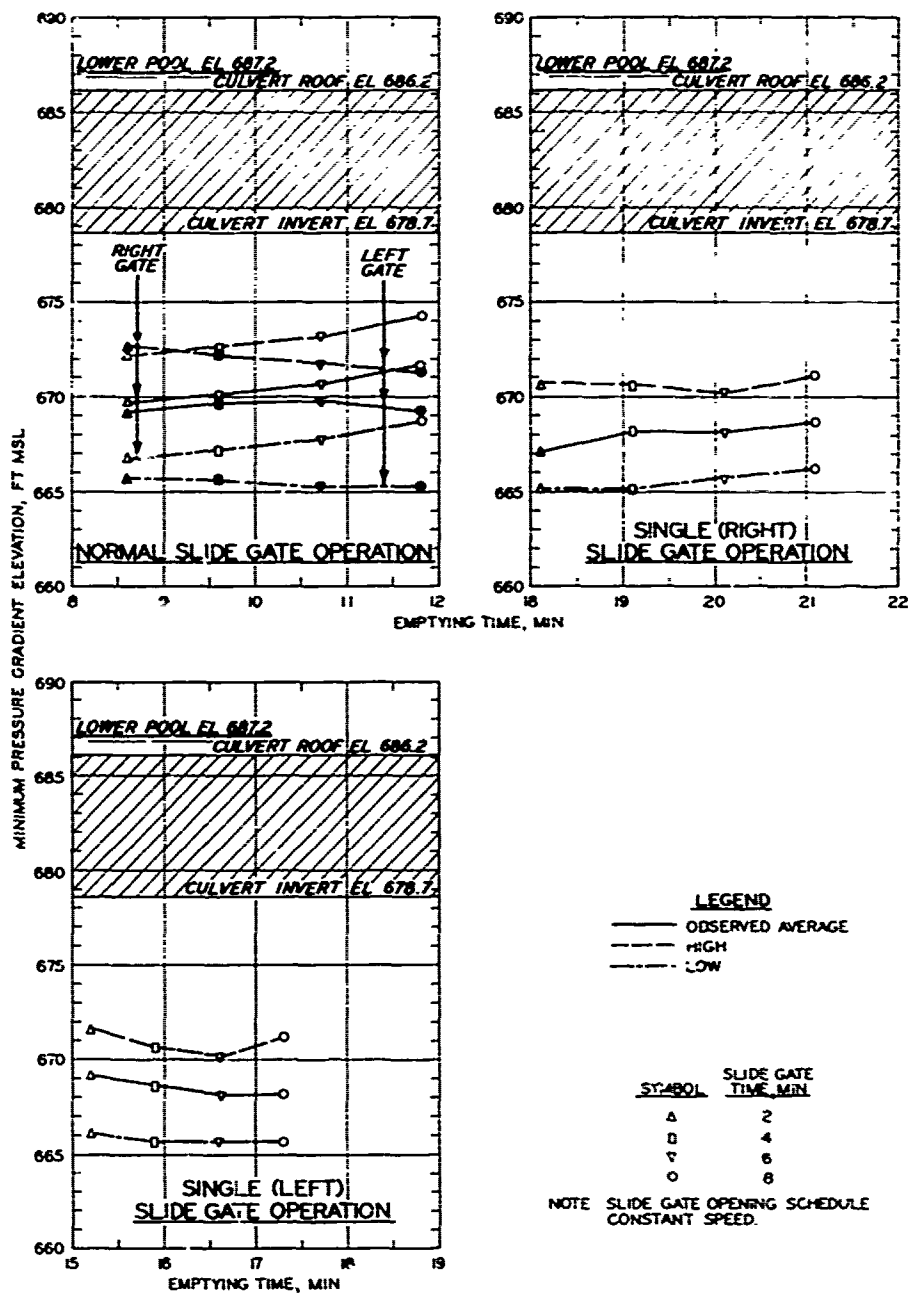 MINIMUM PRESSURE GRADIENT ELEVATION, FT MSL
690
685
680
675
670
665
660
LOWER POOL EL 687.2
CULVERT ROOF EL 686.2
CULVERT INVERT EL 678.7
RIGHT
GATE
LEFT
GATE
NORMAL SLIDE GATE OPERATION
8 9 10 11 12
690
685
680
675
670
665
660
LOWER POOL EL 687.2
CULVERT ROOF EL 686.2
CULVERT INVERT EL 678.7
SINGLE (RIGHT)
SLIDE GATE OPERATION
18 19 20 21 22
EMPTYING TIME, MIN
690
685
680
675
670
665
660
LOWER POOL EL 687.2
CULVERT ROOF EL 686.2
CULVERT INVERT EL 678.7
SINGLE (LEFT)
SLIDE GATE OPERATION
15 16 17 18 19
EMPTYING TIME, MIN
LEGEND
OBSERVED AVERAGE
HIGH
LOW
SYMBOL
SLIDE GATE
TIME, MIN
2
4
6
8
NOTE SLIDE GATE OPENING SCHEDULE
CONSTANT SPEED.